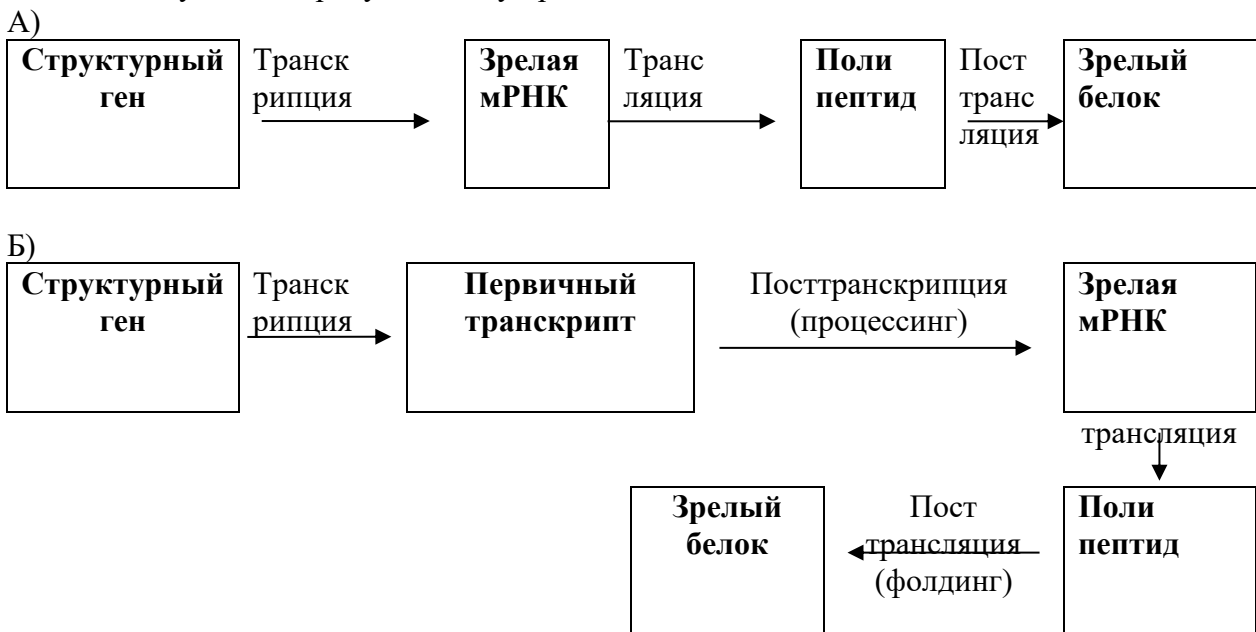 А)
Структурный ген
Транск рипция
Зрелая мРНК
Транс ляция
Поли пептид
Пост транс ляция
Зрелый белок
Б)
Структурный ген
Транск рипция
Первичный транскрипт
Посттранскрипция (процессинг)
Зрелая мРНК
трансляция
Поли пептид
Пост трансляция (фолдинг)
Зрелый белок